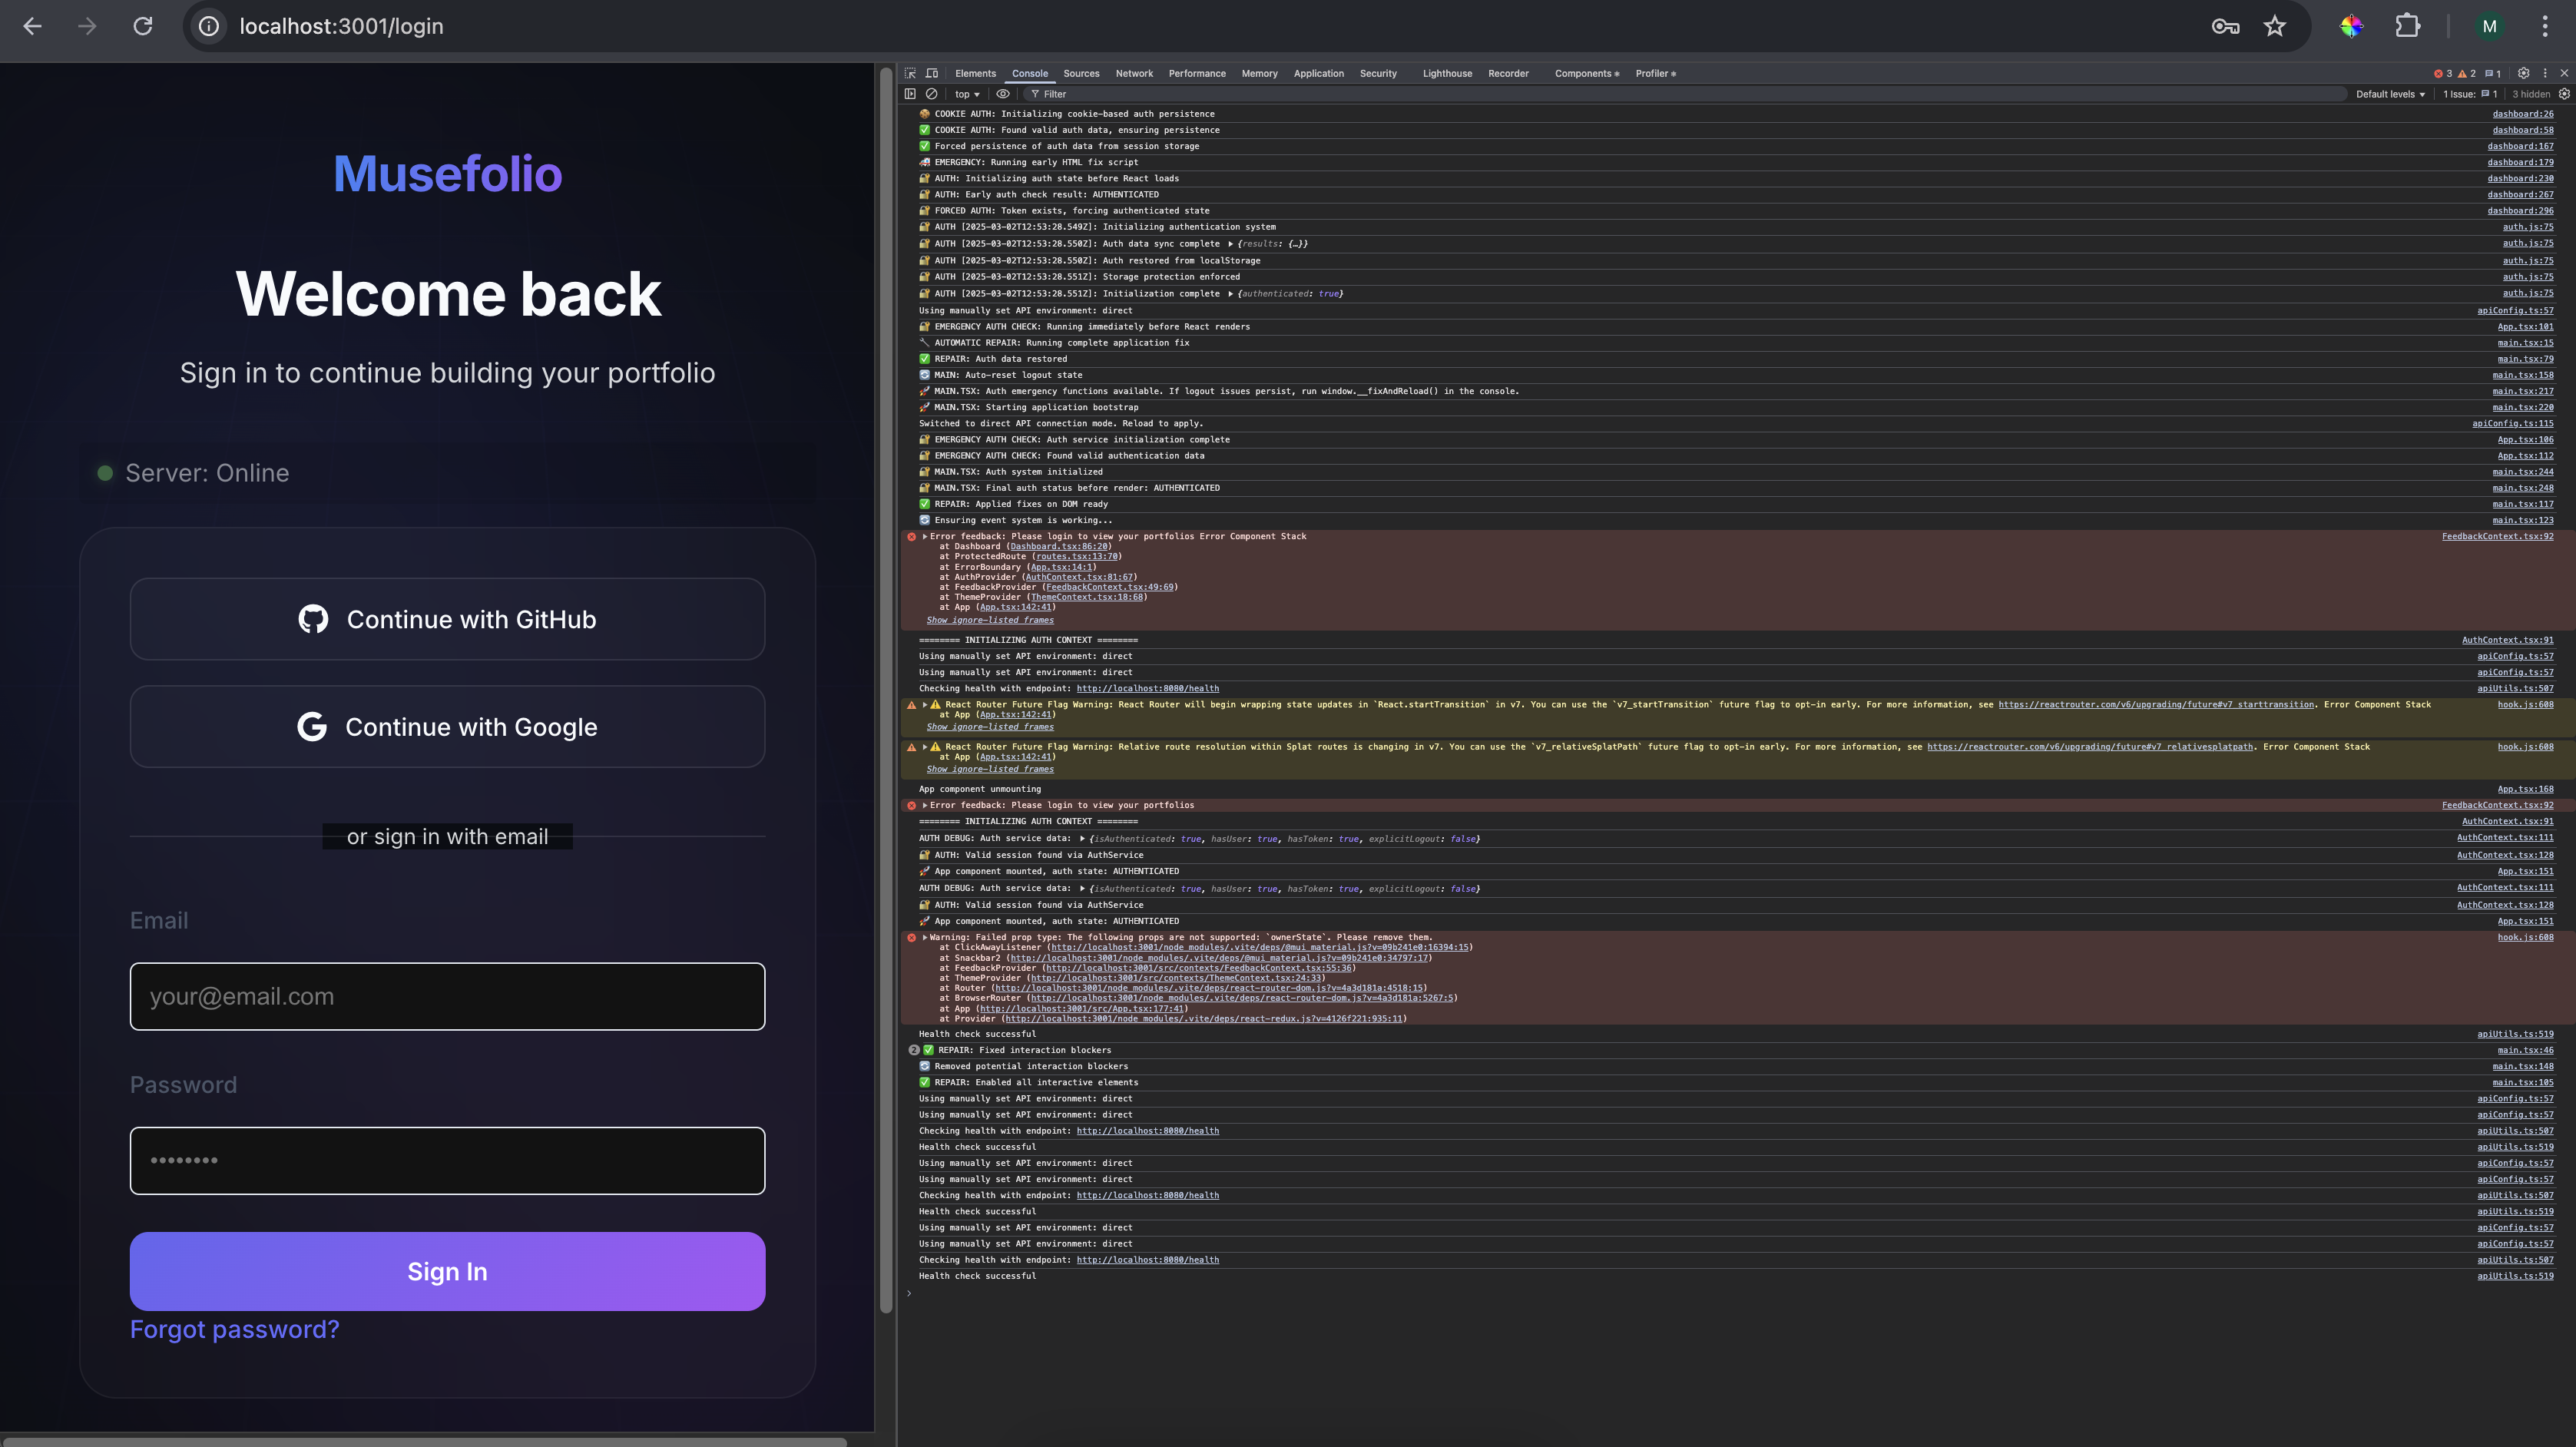 localhost:3001/login
M
Musefolio
Welcome back
Sign in to continue building your portfolio
Server: Online
Continue with GitHub
Continue with Google
or sign in with email
Email
your@email.com
Password
••••••••
Sign In
Forgot password?
Elements Console Sources Network Performance Memory Application Security Lighthouse Recorder Components Profiler 3 2 1
top Filter Default levels 1 Issue: 1 3 hidden
COOKIE AUTH: Initializing cookie-based auth persistence dashboard:26
COOKIE AUTH: Found valid auth data, ensuring persistence dashboard:58
Forced persistence of auth data from session storage dashboard:167
EMERGENCY: Running early HTML fix script dashboard:179
AUTH: Initializing auth state before React loads dashboard:230
AUTH: Early auth check result: AUTHENTICATED dashboard:267
FORCED AUTH: Token exists, forcing authenticated state dashboard:296
AUTH [2025-03-02T12:53:28.549Z]: Initializing authentication system auth.js:75
AUTH [2025-03-02T12:53:28.550Z]: Auth data sync complete ▶ {results: {…}} auth.js:75
AUTH [2025-03-02T12:53:28.550Z]: Auth restored from localStorage auth.js:75
AUTH [2025-03-02T12:53:28.551Z]: Storage protection enforced auth.js:75
AUTH [2025-03-02T12:53:28.551Z]: Initialization complete ▶ {authenticated: true} auth.js:75
Using manually set API environment: direct apiConfig.ts:57
EMERGENCY AUTH CHECK: Running immediately before React renders App.tsx:101
AUTOMATIC REPAIR: Running complete application fix main.tsx:15
REPAIR: Auth data restored main.tsx:79
MAIN: Auto-reset logout state main.tsx:158
MAIN.TSX: Auth emergency functions available. If logout issues persist, run window.__fixAndReload() in the console. main.tsx:217
MAIN.TSX: Starting application bootstrap main.tsx:220
Switched to direct API connection mode. Reload to apply. apiConfig.ts:115
EMERGENCY AUTH CHECK: Auth service initialization complete App.tsx:106
EMERGENCY AUTH CHECK: Found valid authentication data App.tsx:112
MAIN.TSX: Auth system initialized main.tsx:244
MAIN.TSX: Final auth status before render: AUTHENTICATED main.tsx:248
REPAIR: Applied fixes on DOM ready main.tsx:117
Ensuring event system is working... main.tsx:123
▶ Error feedback: Please login to view your portfolios Error Component Stack FeedbackContext.tsx:92
at Dashboard (Dashboard.tsx:86:20)
at ProtectedRoute (routes.tsx:13:70)
at ErrorBoundary (App.tsx:14:1)
at AuthProvider (AuthContext.tsx:81:67)
at FeedbackProvider (FeedbackContext.tsx:49:69)
at ThemeProvider (ThemeContext.tsx:18:68)
at App (App.tsx:142:41)
Show ignore-listed frames
======== INITIALIZING AUTH CONTEXT ======== AuthContext.tsx:91
Using manually set API environment: direct apiConfig.ts:57
Using manually set API environment: direct apiConfig.ts:57
Checking health with endpoint: http://localhost:8080/health apiUtils.ts:507
▶ ⚠ React Router Future Flag Warning: React Router will begin wrapping state updates in `React.startTransition` in v7. You can use the `v7_startTransition` future flag to opt-in early. For more information, see https://reactrouter.com/v6/upgrading/future#v7_starttransition. Error Component Stack hook.js:608
at App (App.tsx:142:41)
Show ignore-listed frames
▶ ⚠ React Router Future Flag Warning: Relative route resolution within Splat routes is changing in v7. You can use the `v7_relativeSplatPath` future flag to opt-in early. For more information, see https://reactrouter.com/v6/upgrading/future#v7_relativesplatpath. Error Component Stack hook.js:608
at App (App.tsx:142:41)
Show ignore-listed frames
App component unmounting App.tsx:168
▶ Error feedback: Please login to view your portfolios FeedbackContext.tsx:92
======== INITIALIZING AUTH CONTEXT ======== AuthContext.tsx:91
AUTH DEBUG: Auth service data: ▶ {isAuthenticated: true, hasUser: true, hasToken: true, explicitLogout: false} AuthContext.tsx:111
AUTH: Valid session found via AuthService AuthContext.tsx:128
App component mounted, auth state: AUTHENTICATED App.tsx:151
AUTH DEBUG: Auth service data: ▶ {isAuthenticated: true, hasUser: true, hasToken: true, explicitLogout: false} AuthContext.tsx:111
AUTH: Valid session found via AuthService AuthContext.tsx:128
App component mounted, auth state: AUTHENTICATED App.tsx:151
▶ Warning: Failed prop type: The following props are not supported: `ownerState`. Please remove them. hook.js:608
at ClickAwayListener (http://localhost:3001/node_modules/.vite/deps/@mui_material.js?v=09b241e0:16394:15)
at Snackbar2 (http://localhost:3001/node_modules/.vite/deps/@mui_material.js?v=09b241e0:34797:17)
at FeedbackProvider (http://localhost:3001/src/contexts/FeedbackContext.tsx:55:36)
at ThemeProvider (http://localhost:3001/src/contexts/ThemeContext.tsx:24:33)
at Router (http://localhost:3001/node_modules/.vite/deps/react-router-dom.js?v=4a3d181a:4518:15)
at BrowserRouter (http://localhost:3001/node_modules/.vite/deps/react-router-dom.js?v=4a3d181a:5267:5)
at App (http://localhost:3001/src/App.tsx:177:41)
at Provider (http://localhost:3001/node_modules/.vite/deps/react-redux.js?v=4126f221:935:11)
Health check successful apiUtils.ts:519
2 REPAIR: Fixed interaction blockers main.tsx:46
Removed potential interaction blockers main.tsx:148
REPAIR: Enabled all interactive elements main.tsx:105
Using manually set API environment: direct apiConfig.ts:57
Using manually set API environment: direct apiConfig.ts:57
Checking health with endpoint: http://localhost:8080/health apiUtils.ts:507
Health check successful apiUtils.ts:519
Using manually set API environment: direct apiConfig.ts:57
Using manually set API environment: direct apiConfig.ts:57
Checking health with endpoint: http://localhost:8080/health apiUtils.ts:507
Health check successful apiUtils.ts:519
Using manually set API environment: direct apiConfig.ts:57
Using manually set API environment: direct apiConfig.ts:57
Checking health with endpoint: http://localhost:8080/health apiUtils.ts:507
Health check successful apiUtils.ts:519